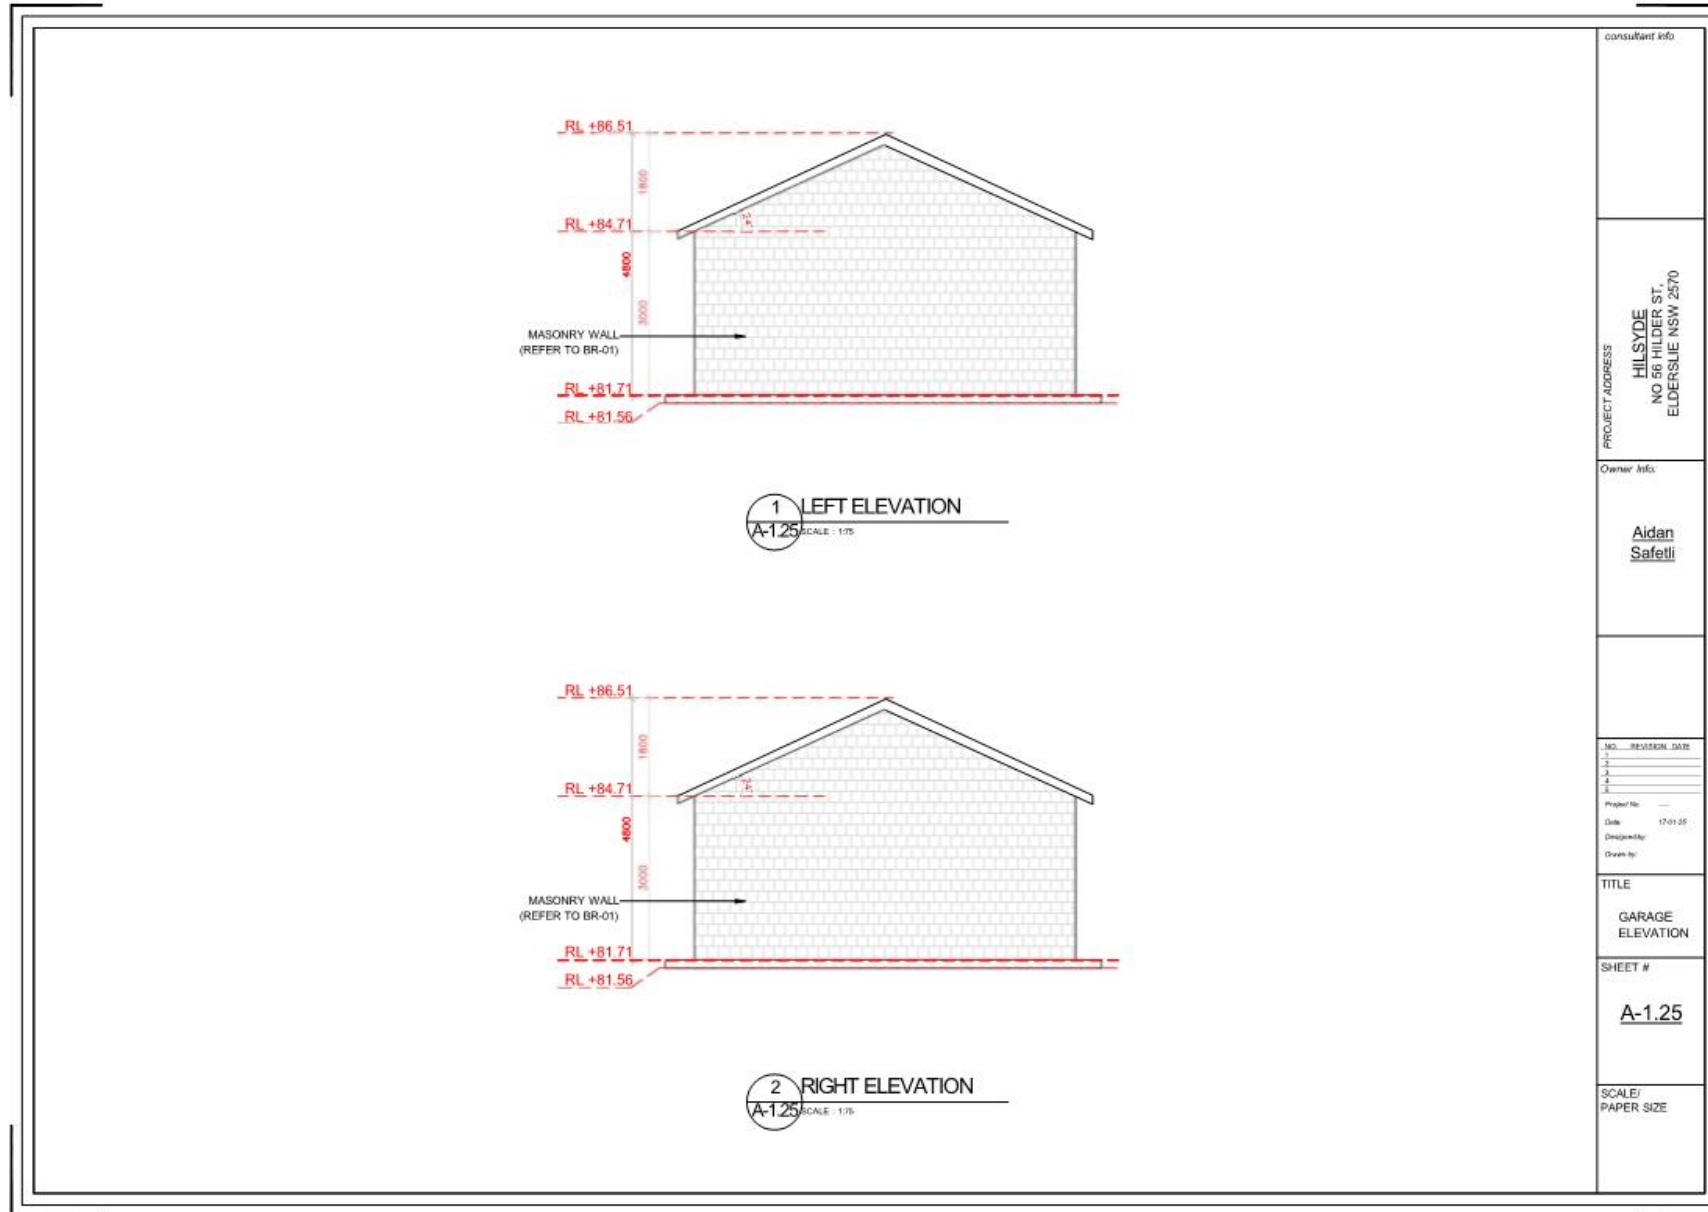 RL +86.51
1800
RL +84.71
24°
4800
3000
MASONRY WALL
(REFER TO BR-01)
RL +81.71
RL +81.56
1
A-1.25
LEFT ELEVATION
SCALE : 1:75
RL +86.51
1800
RL +84.71
24°
4800
3000
MASONRY WALL
(REFER TO BR-01)
RL +81.71
RL +81.56
2
A-1.25
RIGHT ELEVATION
SCALE : 1:75
consultant info
PROJECT ADDRESS
HILSYDE
NO 56 HILDER ST,
ELDERSLIE NSW 2570
Owner Info:
Aidan
Safetli
NO. REVISION DATE
1
2
3
4
5
Project No:
Date: 17-01-25
Designed by:
Drawn by:
TITLE
GARAGE
ELEVATION
SHEET #
A-1.25
SCALE/
PAPER SIZE